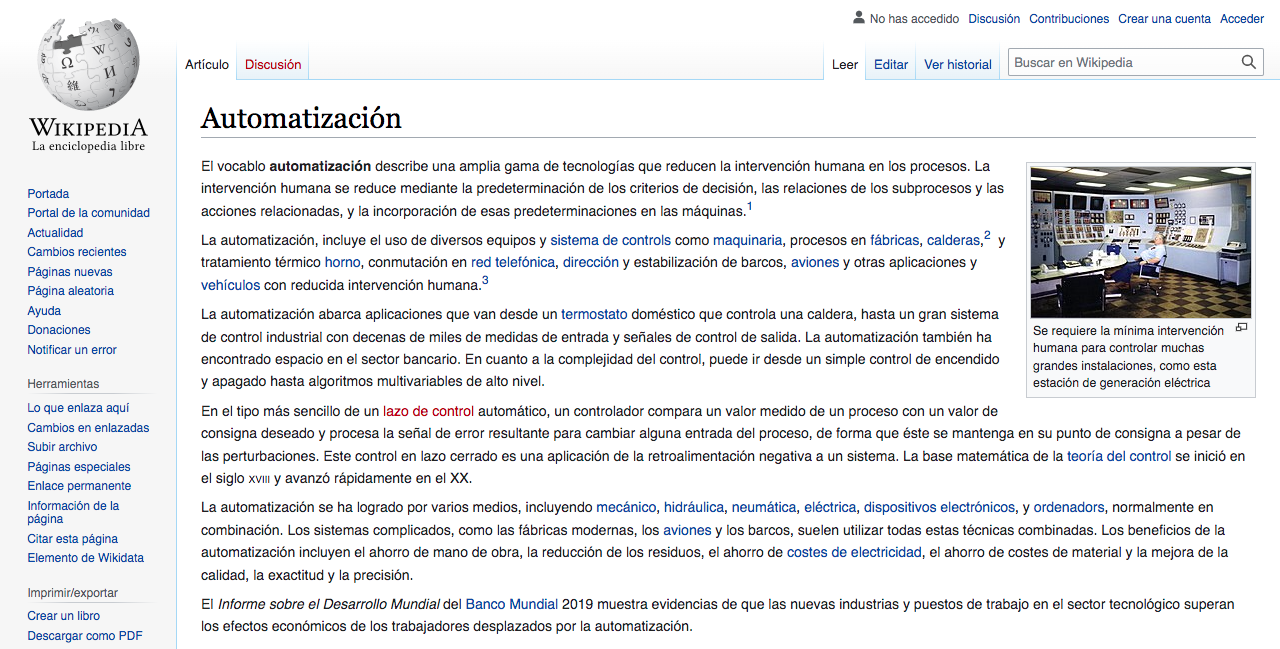 No has accedido Discusión Contribuciones Crear una cuenta Acceder
Artículo Discusión Leer Editar Ver historial Buscar en Wikipedia
WIKIPEDIA
La enciclopedia libre
Portada
Portal de la comunidad
Actualidad
Cambios recientes
Páginas nuevas
Página aleatoria
Ayuda
Donaciones
Notificar un error
Herramientas
Lo que enlaza aquí
Cambios en enlazadas
Subir archivo
Páginas especiales
Enlace permanente
Información de la
página
Citar esta página
Elemento de Wikidata
Imprimir/exportar
Crear un libro
Descargar como PDF
Automatización
El vocablo automatización describe una amplia gama de tecnologías que reducen la intervención humana en los procesos. La
intervención humana se reduce mediante la predeterminación de los criterios de decisión, las relaciones de los subprocesos y las
acciones relacionadas, y la incorporación de esas predeterminaciones en las máquinas.1
La automatización, incluye el uso de diversos equipos y sistema de controls como maquinaria, procesos en fábricas, calderas,2 y
tratamiento térmico horno, conmutación en red telefónica, dirección y estabilización de barcos, aviones y otras aplicaciones y
vehículos con reducida intervención humana.3
La automatización abarca aplicaciones que van desde un termostato doméstico que controla una caldera, hasta un gran sistema
de control industrial con decenas de miles de medidas de entrada y señales de control de salida. La automatización también ha
encontrado espacio en el sector bancario. En cuanto a la complejidad del control, puede ir desde un simple control de encendido
y apagado hasta algoritmos multivariables de alto nivel.
Se requiere la mínima intervención
humana para controlar muchas
grandes instalaciones, como esta
estación de generación eléctrica
En el tipo más sencillo de un lazo de control automático, un controlador compara un valor medido de un proceso con un valor de
consigna deseado y procesa la señal de error resultante para cambiar alguna entrada del proceso, de forma que éste se mantenga en su punto de consigna a pesar de
las perturbaciones. Este control en lazo cerrado es una aplicación de la retroalimentación negativa a un sistema. La base matemática de la teoría del control se inició en
el siglo XVIII y avanzó rápidamente en el XX.
La automatización se ha logrado por varios medios, incluyendo mecánico, hidráulica, neumática, eléctrica, dispositivos electrónicos, y ordenadors, normalmente en
combinación. Los sistemas complicados, como las fábricas modernas, los aviones y los barcos, suelen utilizar todas estas técnicas combinadas. Los beneficios de la
automatización incluyen el ahorro de mano de obra, la reducción de los residuos, el ahorro de costes de electricidad, el ahorro de costes de material y la mejora de la
calidad, la exactitud y la precisión.
El Informe sobre el Desarrollo Mundial del Banco Mundial 2019 muestra evidencias de que las nuevas industrias y puestos de trabajo en el sector tecnológico superan
los efectos económicos de los trabajadores desplazados por la automatización.